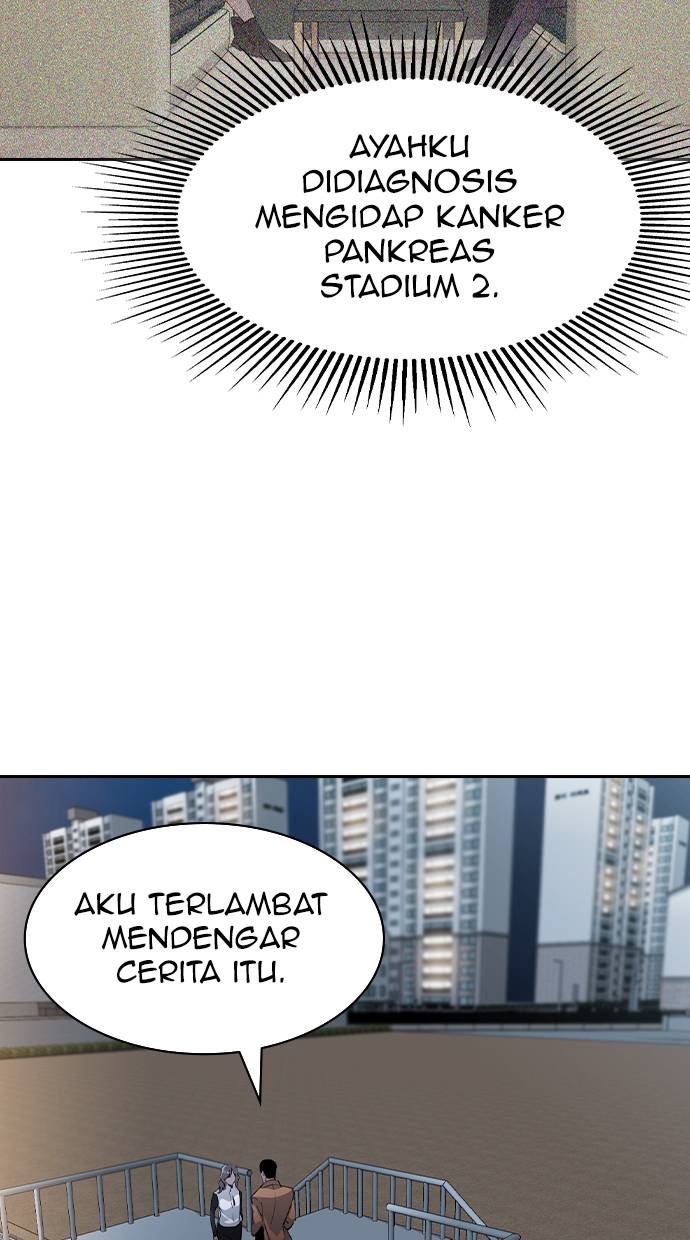 AYAHKU
DIDIAGNOSIS
MENGIDAP KANKER
PANKREAS
STADIUM 2.
AKU TERLAMBAT
MENDENGAR
CERITA ITU.